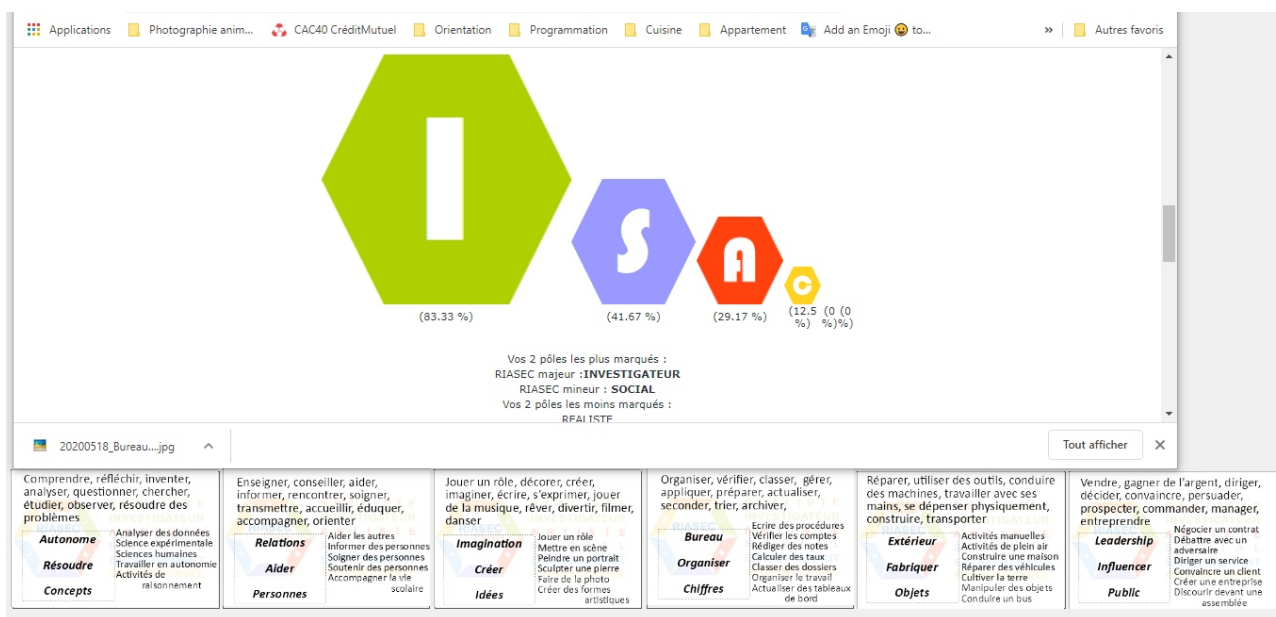 Applications
Photographie anim...
CAC40 CréditMutuel
Orientation
Programmation
Cuisine
Appartement
Add an Emoji 😀 to...
»
Autres favoris
I
S
A
C
(83.33 %)
(41.67 %)
(29.17 %)
(12.5 %)
(0 %)
(0 %)
Vos 2 pôles les plus marqués :
RIASEC majeur :INVESTIGATEUR
RIASEC mineur : SOCIAL
Vos 2 pôles les moins marqués :
REALISTE
20200518_Bureau....jpg
Tout afficher
Comprendre, réfléchir, inventer,
analyser, questionner, chercher,
étudier, observer, résoudre des
problèmes
Autonome
Résoudre
Concepts
Analyser des données
Science expérimentale
Sciences humaines
Travailler en autonomie
Activités de
raisonnement
Enseigner, conseiller, aider,
informer, rencontrer, soigner,
transmettre, accueillir, éduquer,
accompagner, orienter
Relations
Aider
Personnes
Aider les autres
Informer des personnes
Soigner des personnes
Soutenir des personnes
Accompagner la vie
scolaire
Jouer un rôle, décorer, créer,
imaginer, écrire, s'exprimer, jouer
de la musique, rêver, divertir, filmer,
danser
Imagination
Créer
Idées
Jouer un rôle
Mettre en scène
Peindre un portrait
Sculpter une pierre
Faire de la photo
Créer des formes
artistiques
Organiser, vérifier, classer, gérer,
appliquer, préparer, actualiser,
seconder, trier, archiver,
Bureau
Organiser
Chiffres
Ecrire des procédures
Vérifier les comptes
Rédiger des notes
Calculer des taux
Classer des dossiers
Organiser le travail
Actualiser des tableaux
de bord
Réparer, utiliser des outils, conduire
des machines, travailler avec ses
mains, se dépenser physiquement,
construire, transporter
Extérieur
Fabriquer
Objets
Activités manuelles
Activités de plein air
Construire une maison
Réparer des véhicules
Cultiver la terre
Manipuler des objets
Conduire un bus
Vendre, gagner de l'argent, diriger,
décider, convaincre, persuader,
prospecter, commander, manager,
entreprendre
Leadership
Influencer
Public
Négocier un contrat
Débattre avec un
adversaire
Diriger un service
Convaincre un client
Créer une entreprise
Discourir devant une
assemblée